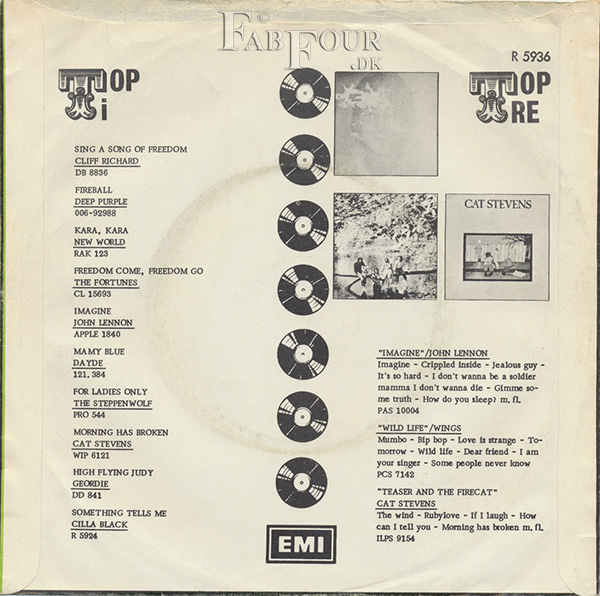 © FAB FOUR .DK
R 5936
TOP i
SING A SONG OF FREEDOM
CLIFF RICHARD
DB 8836
FIREBALL
DEEP PURPLE
006-92988
KARA, KARA
NEW WORLD
RAK 123
FREEDOM COME, FREEDOM GO
THE FORTUNES
CL 15693
IMAGINE
JOHN LENNON
APPLE 1840
MAMY BLUE
DAYDE
121.384
FOR LADIES ONLY
THE STEPPENWOLF
PRO 544
MORNING HAS BROKEN
CAT STEVENS
WIP 6121
HIGH FLYING JUDY
GEORDIE
DD 841
SOMETHING TELLS ME
CILLA BLACK
R 5924
EMI
TOP RE
CAT STEVENS
"IMAGINE"/JOHN LENNON
Imagine - Crippled inside - Jealous guy -
It's so hard - I don't wanna be a soldier
mamma I don't wanna die - Gimme so-
me truth - How do you sleep? m. fl.
PAS 10004
"WILD LIFE"/WINGS
Mumbo - Bip bop - Love is strange - To-
morrow - Wild life - Dear friend - I am
your singer - Some people never know
PCS 7142
"TEASER AND THE FIRECAT"
CAT STEVENS
The wind - Rubylove - If I laugh - How
can I tell you - Morning has broken m. fl.
ILPS 9154